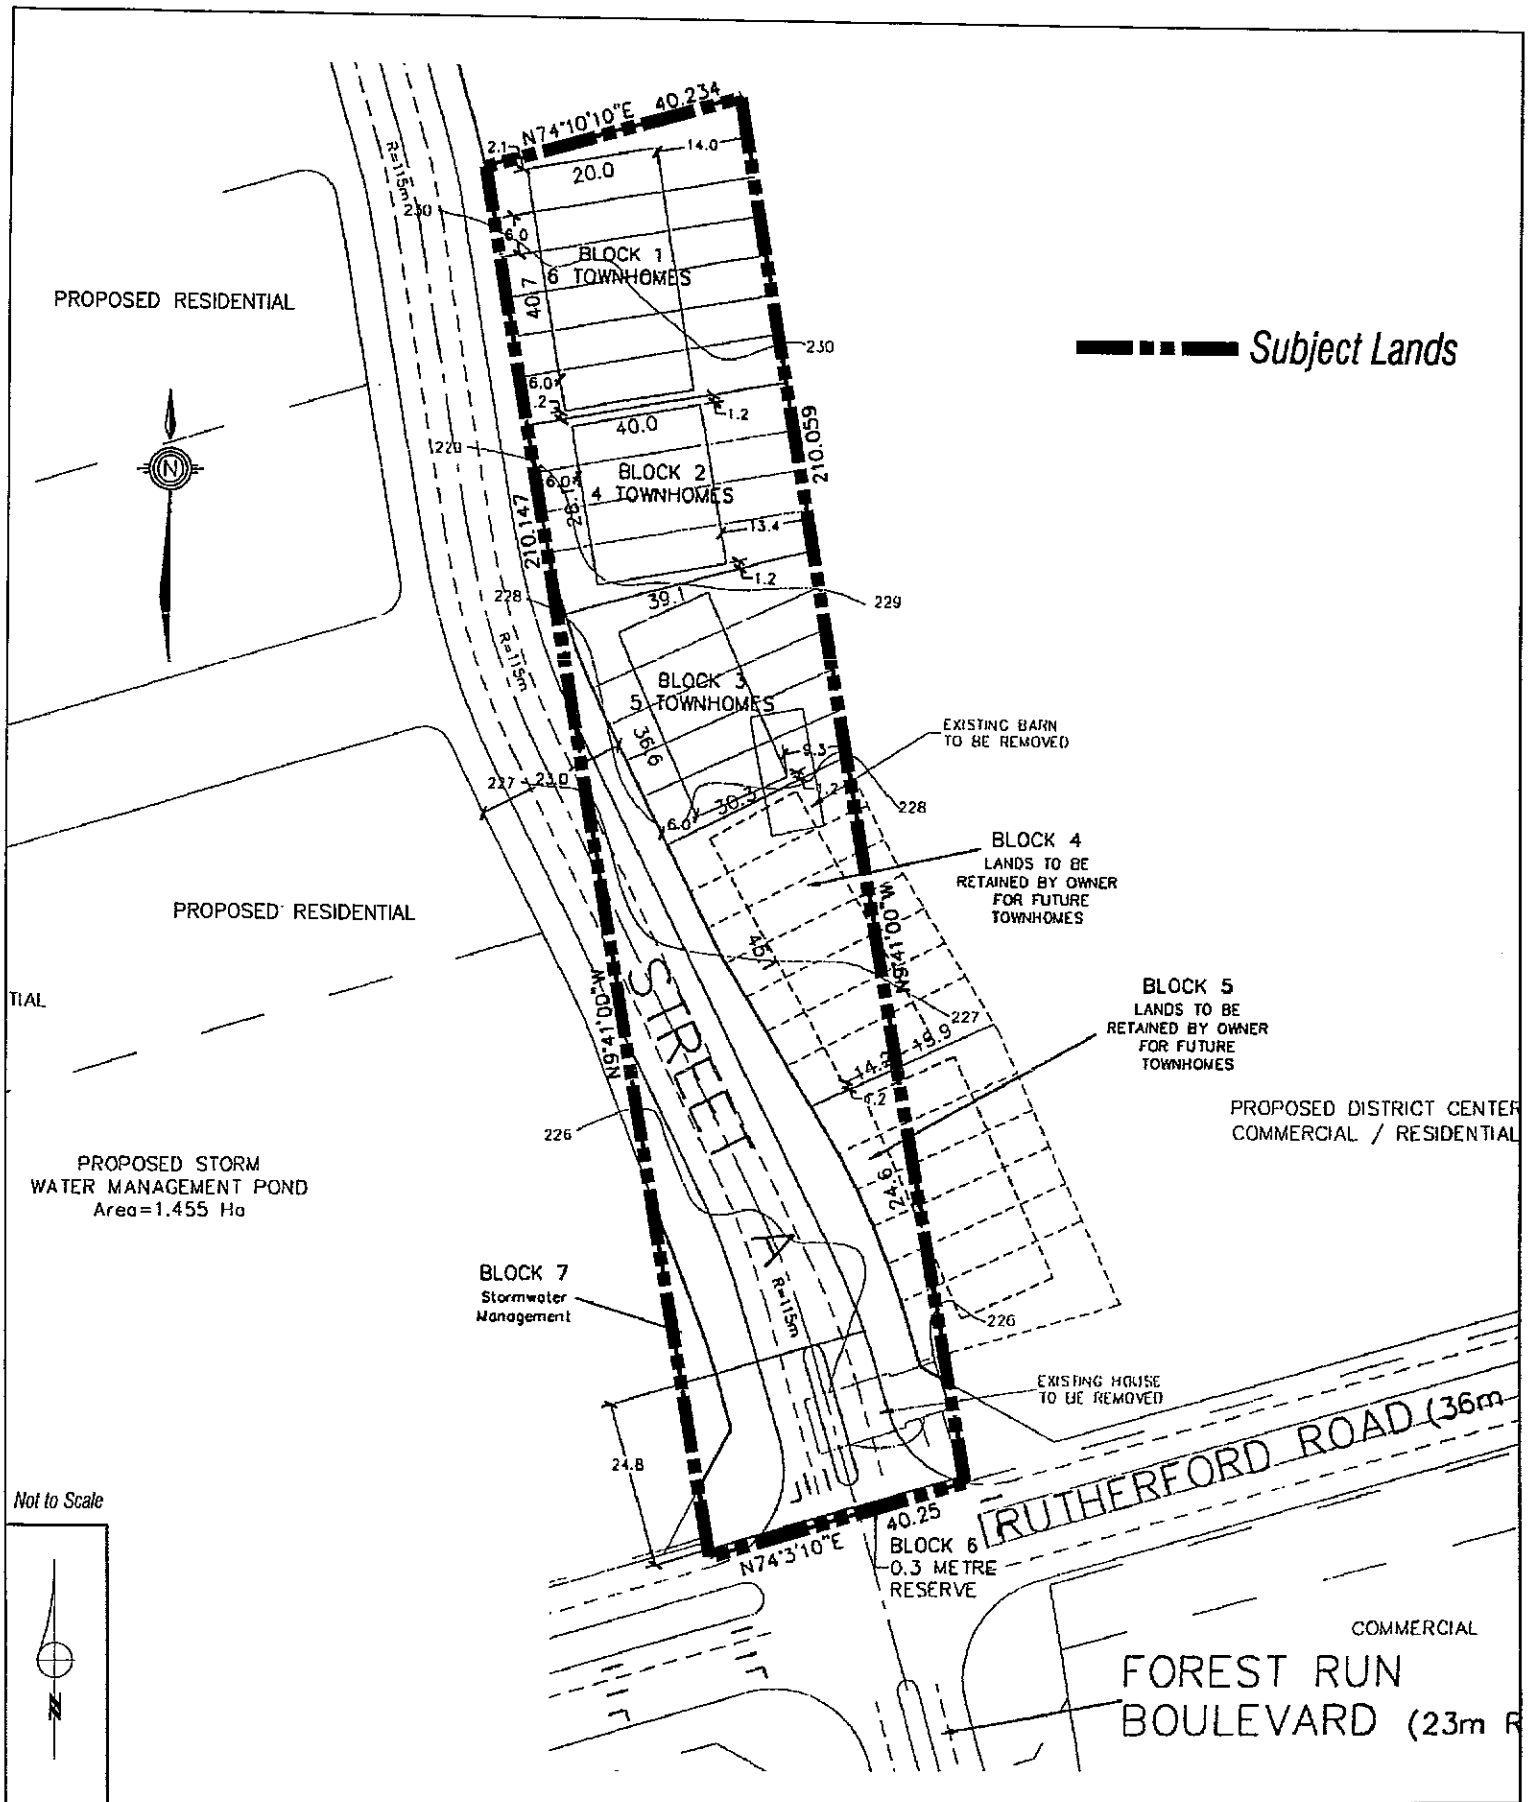 N74°10'10"E 40.234
2.1
14.0
20.0
R=115m
230
6.0
BLOCK 1
6 TOWNHOMES
40.7
PROPOSED RESIDENTIAL
230
Subject Lands
6.0
.2
1.2
40.0
229
210.059
N
BLOCK 2
4 TOWNHOMES
6.0
210.147
13.4
1.2
228
39.1
229
R=115m
BLOCK 3
5 TOWNHOMES
36.6
EXISTING BARN
TO BE REMOVED
9.3
227
23.0
1.2
30.3
228
6.0
BLOCK 4
LANDS TO BE
RETAINED BY OWNER
FOR FUTURE
TOWNHOMES
PROPOSED RESIDENTIAL
45.1
N9°41'00"W
STREET A
N9°41'00"W
TIAL
BLOCK 5
LANDS TO BE
RETAINED BY OWNER
FOR FUTURE
TOWNHOMES
227
PROPOSED DISTRICT CENTER
COMMERCIAL / RESIDENTIAL
226
24.6
PROPOSED STORM
WATER MANAGEMENT POND
Area=1.455 Ha
BLOCK 7
Stormwater
Management
R=115m
226
EXISTING HOUSE
TO BE REMOVED
24.8
RUTHERFORD ROAD (36m
Not to Scale
40.25
N74°3'10"E
BLOCK 6
0.3 METRE
RESERVE
COMMERCIAL
FOREST RUN
BOULEVARD (23m R
N